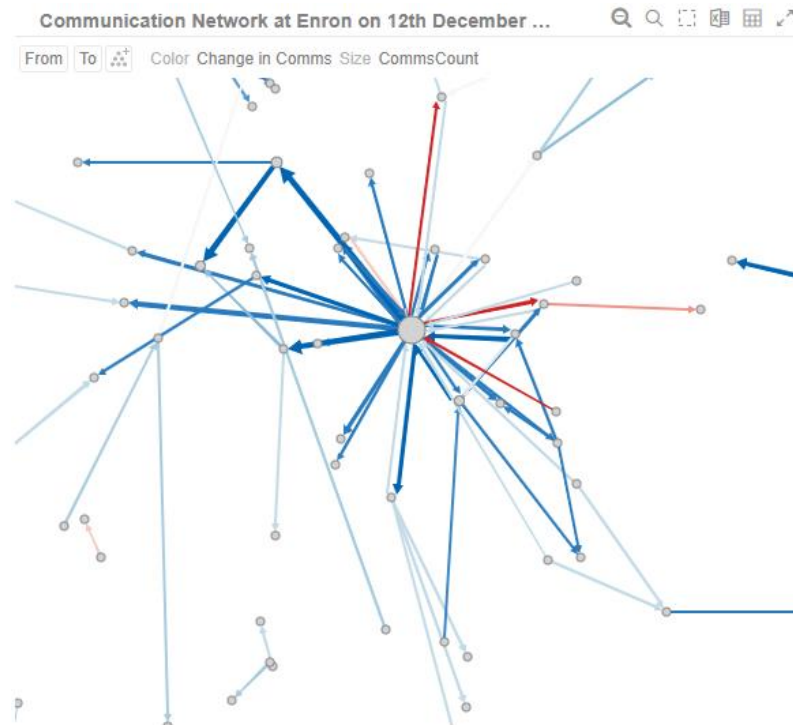 Communication Network at Enron on 12th December ...
From To Color Change in Comms Size CommsCount